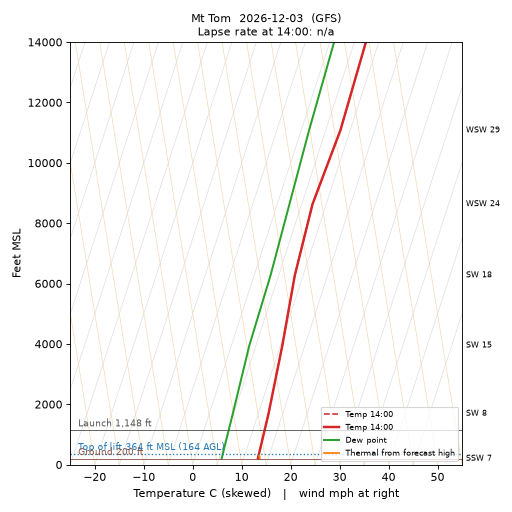 Mt Tom  2026-12-03  (GFS)
Lapse rate at 14:00: n/a
14000
12000
WSW 29
10000
WSW 24
8000
Feet MSL
SW 18
6000
SW 15
4000
SW 8
2000
Launch 1,148 ft
Top of lift 364 ft MSL (164 AGL)
Ground 200 ft
SSW 7
0
Temp 14:00
Temp 14:00
Dew point
Thermal from forecast high
−20 −10 0 10 20 30 40 50
Temperature C (skewed)   |   wind mph at right